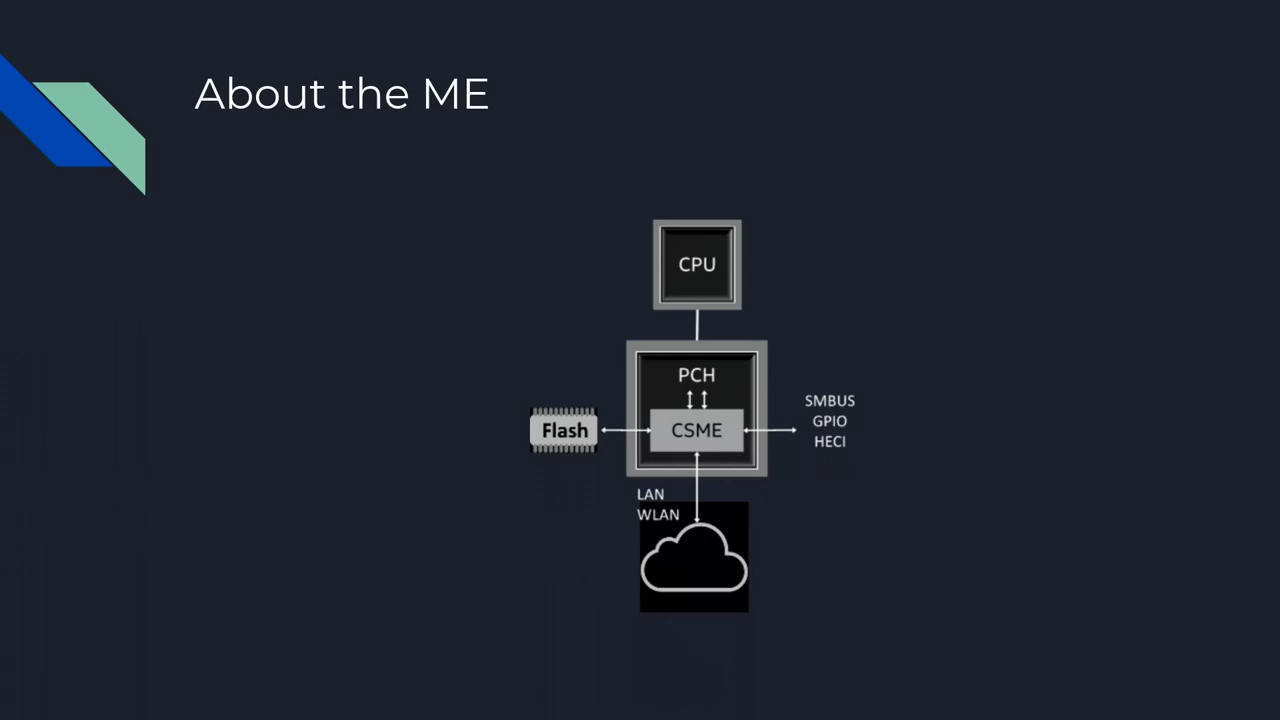 About the ME
CPU
PCH
CSME
Flash
SMBUS
GPIO
HECI
LAN
WLAN